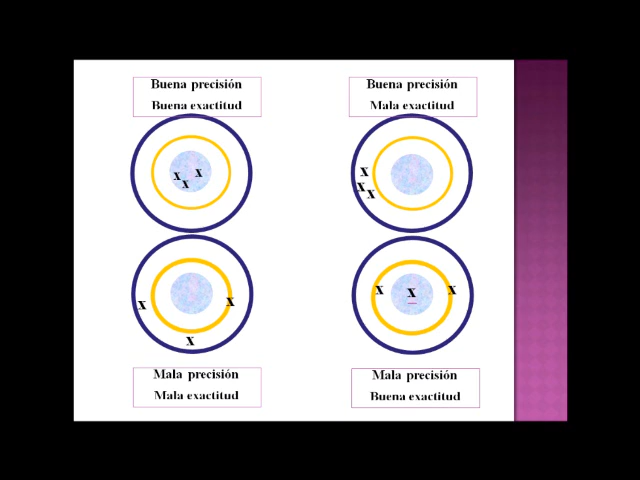 Buena precisión
Buena exactitud
Buena precisión
Mala exactitud
x x
x
x
x
x
x
x
x
x
x
x
Mala precisión
Mala exactitud
Mala precisión
Buena exactitud